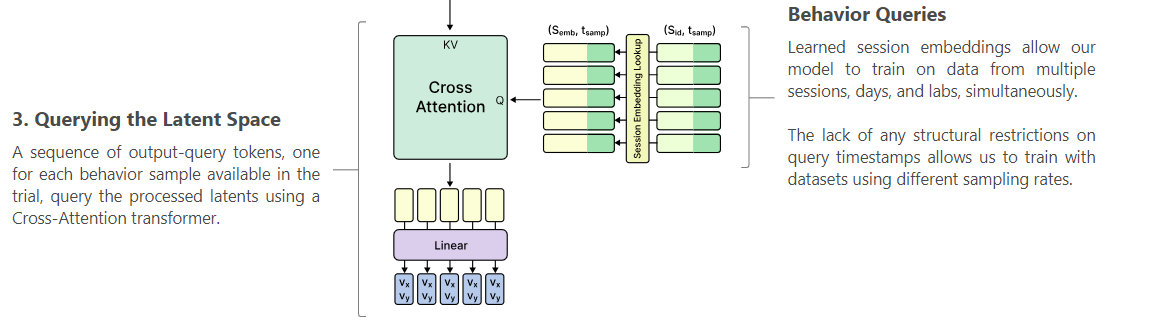 Behavior Queries
Learned session embeddings allow our
model to train on data from multiple
sessions, days, and labs, simultaneously.
The lack of any structural restrictions on
query timestamps allows us to train with
datasets using different sampling rates.
(Semb, tsamp)
(Sid, tsamp)
Session Embedding Lookup
KV
Cross
Attention
Q
3. Querying the Latent Space
A sequence of output-query tokens, one
for each behavior sample available in the
trial, query the processed latents using a
Cross-Attention transformer.
Linear
vx vx vx vx vx
vy vy vy vy vy